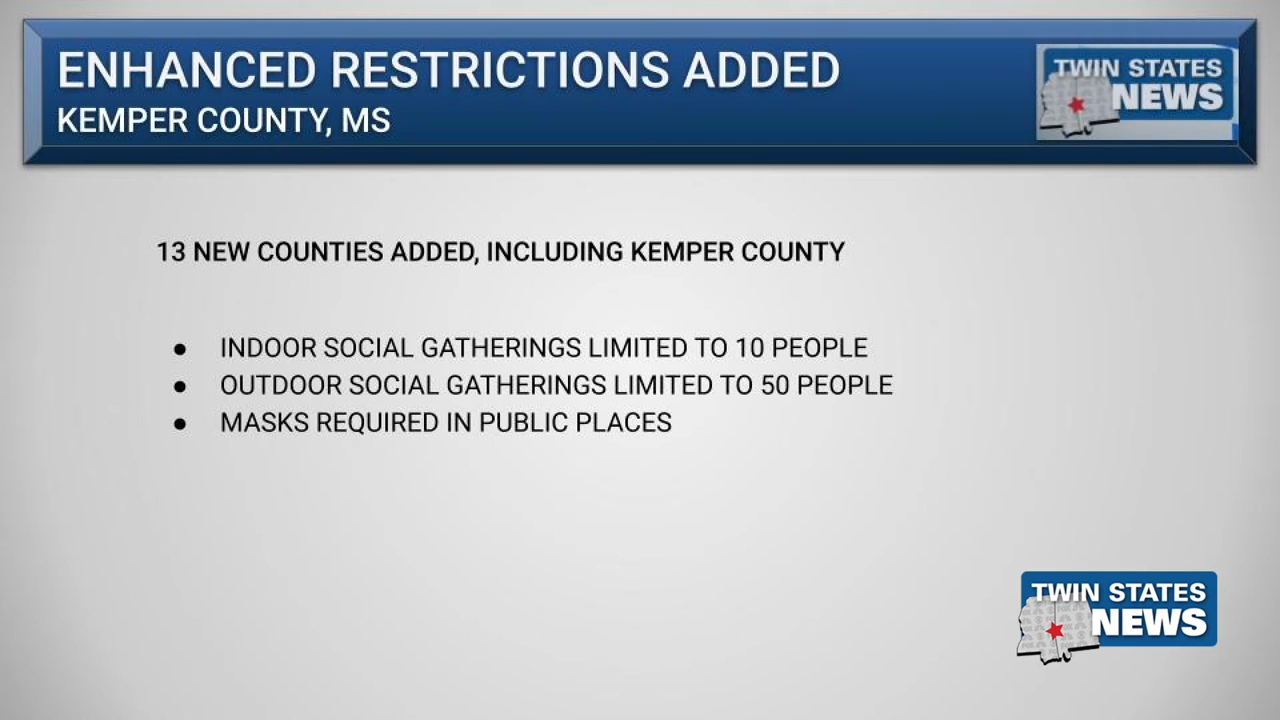 ENHANCED RESTRICTIONS ADDED
KEMPER COUNTY, MS
TWIN STATES
NEWS
13 NEW COUNTIES ADDED, INCLUDING KEMPER COUNTY
● INDOOR SOCIAL GATHERINGS LIMITED TO 10 PEOPLE
● OUTDOOR SOCIAL GATHERINGS LIMITED TO 50 PEOPLE
● MASKS REQUIRED IN PUBLIC PLACES
TWIN STATES
NEWS